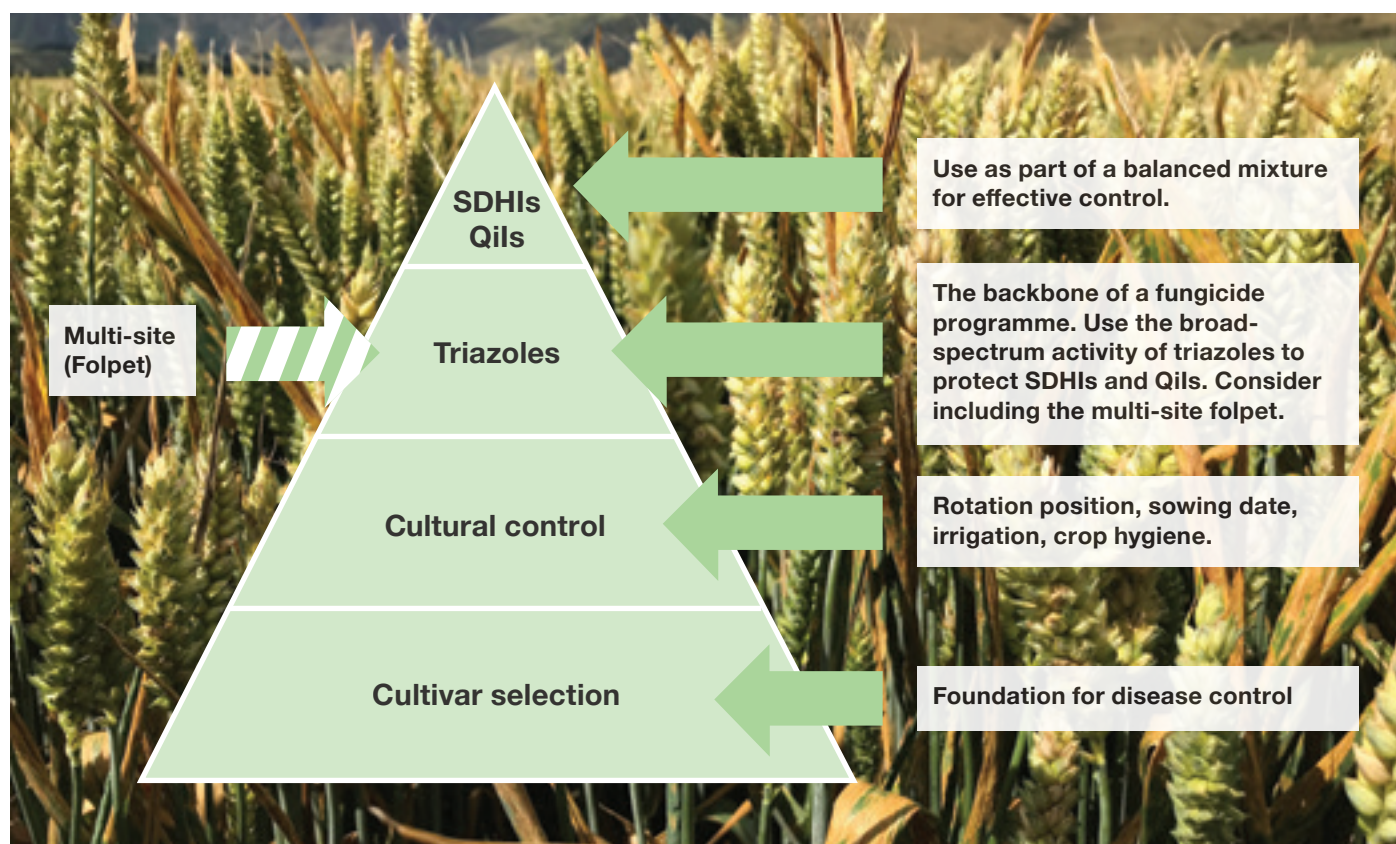 SDHIs
QiIs
Use as part of a balanced mixture
for effective control.
Multi-site
(Folpet)
Triazoles
The backbone of a fungicide
programme. Use the broad-
spectrum activity of triazoles to
protect SDHIs and QiIs. Consider
including the multi-site folpet.
Cultural control
Rotation position, sowing date,
irrigation, crop hygiene.
Cultivar selection
Foundation for disease control